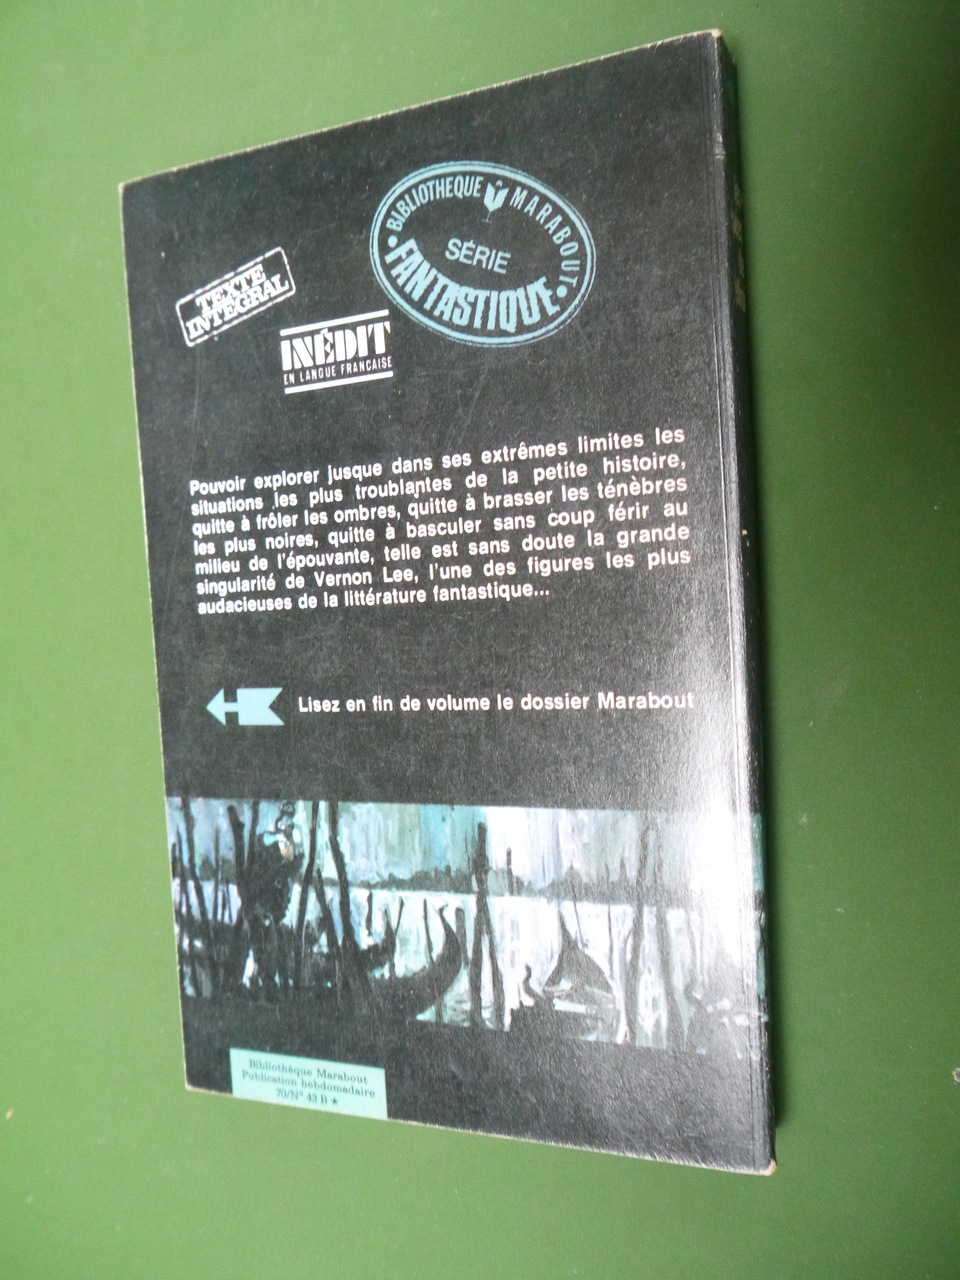 BIBLIOTHEQUE MARABOUT
SÉRIE
FANTASTIQUE
TEXTE
INTEGRAL
INÉDIT
EN LANGUE FRANÇAISE
Pouvoir explorer jusque dans ses extrêmes limites les
situations les plus troublantes de la petite histoire,
quitte à frôler les ombres, quitte à brasser les ténèbres
les plus noires, quitte à basculer sans coup férir au
milieu de l'épouvante, telle est sans doute la grande
singularité de Vernon Lee, l'une des figures les plus
audacieuses de la littérature fantastique...
Lisez en fin de volume le dossier Marabout
Bibliothèque Marabout
Publication hebdomadaire
70/N° 43 B ★